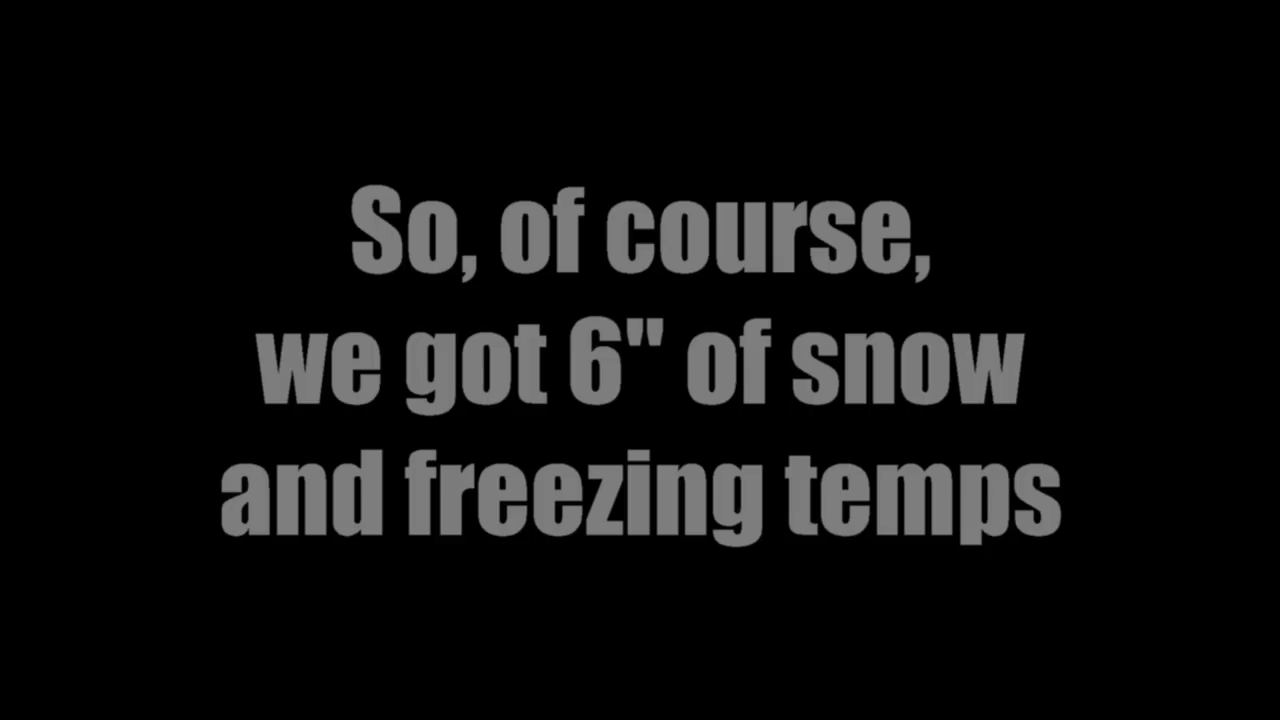 So, of course,
we got 6" of snow
and freezing temps